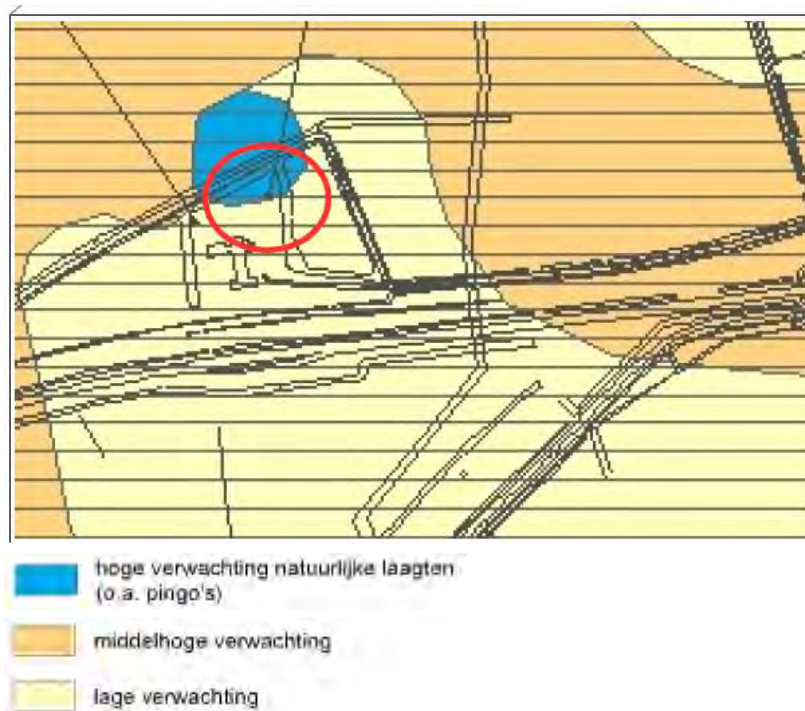 hoge verwachting natuurlijke laagten
(o.a. pingo's)
middelhoge verwachting
lage verwachting